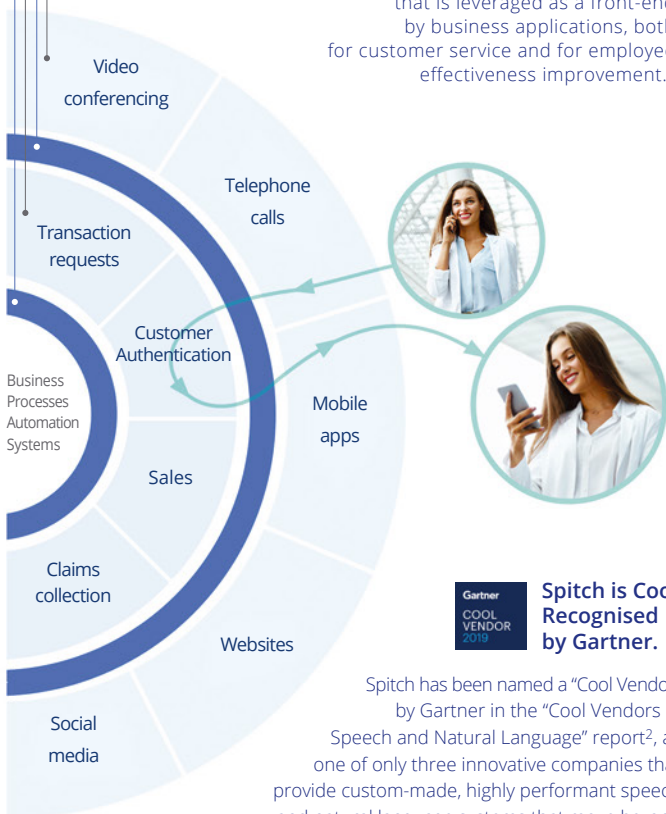 that is leveraged as a front-end
by business applications, both
for customer service and for employee
effectiveness improvement.
Video
conferencing
Telephone
calls
Transaction
requests
Customer
Authentication
Business
Processes
Automation
Systems
Mobile
apps
Sales
Claims
collection
Websites
Social
media
Gartner
COOL
VENDOR
2019
Spitch is Coo
Recognised
by Gartner.
Spitch has been named a “Cool Vendo
by Gartner in the “Cool Vendors
Speech and Natural Language” report², a
one of only three innovative companies tha
provide custom-made, highly performant speec